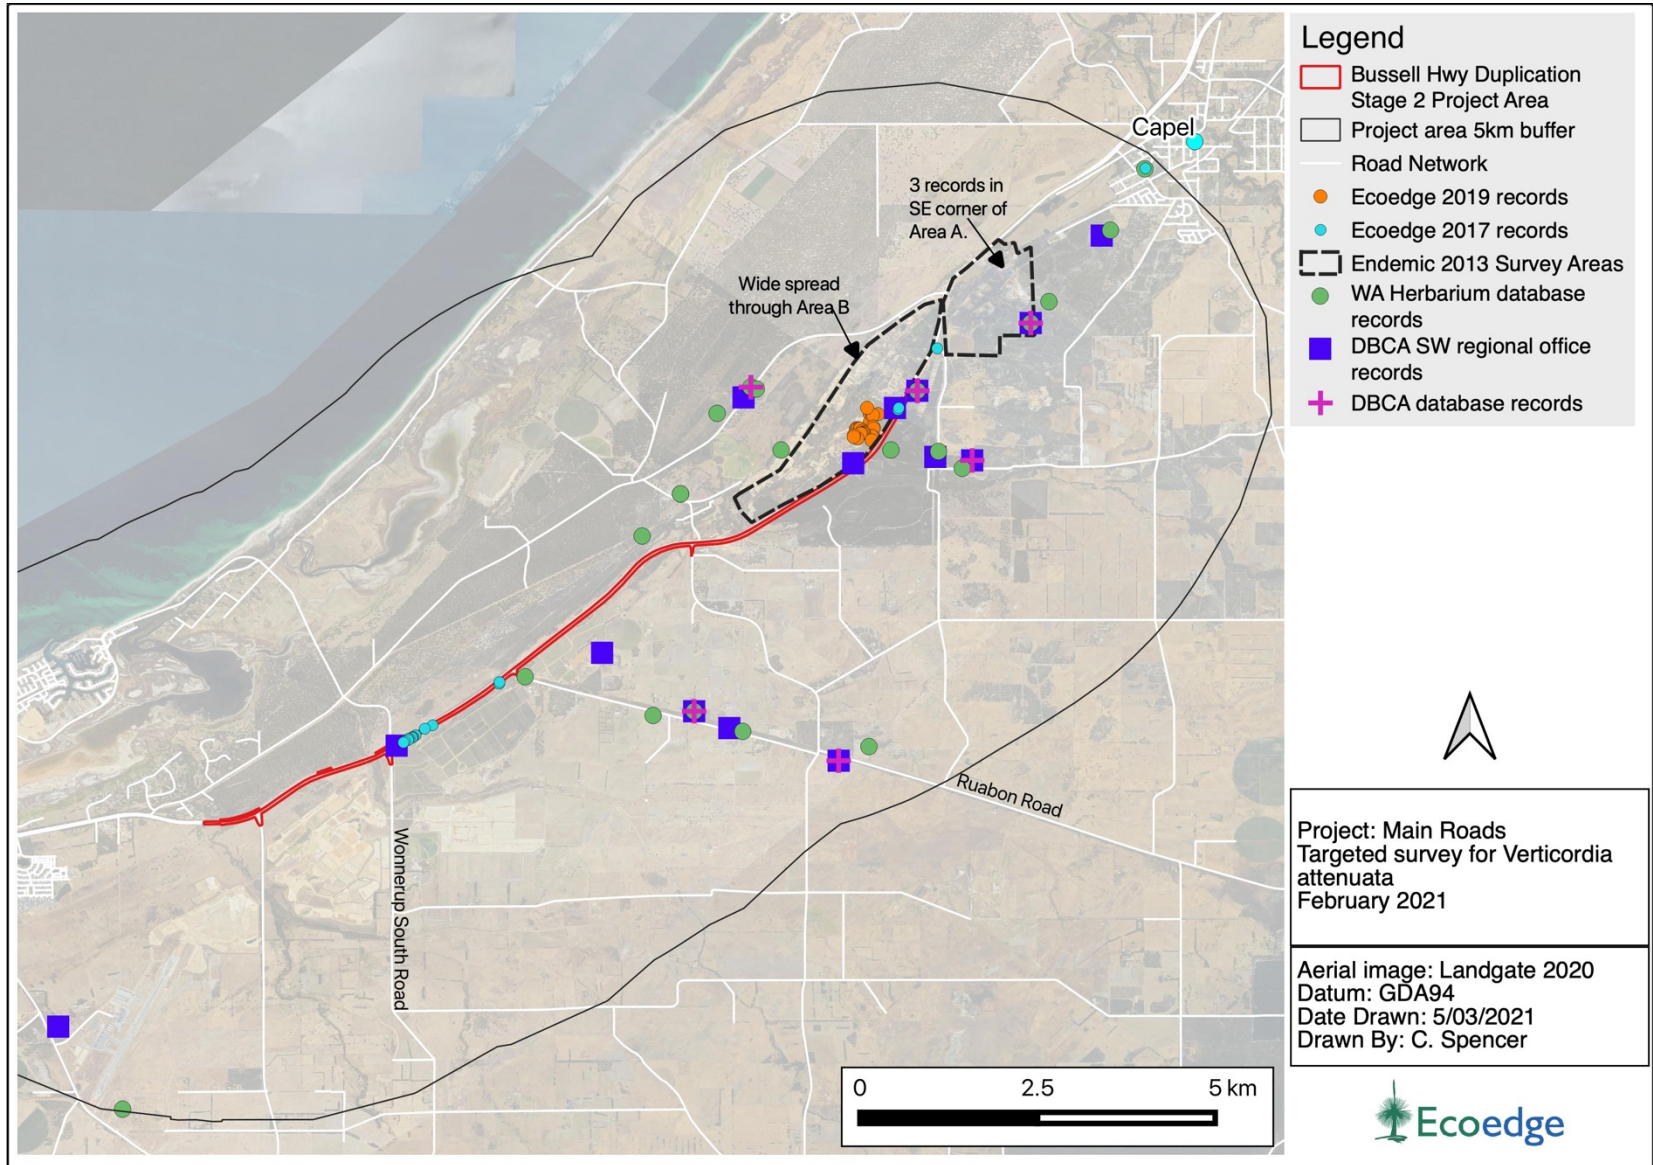 Capel
3 records in
SE corner of
Area A.
Wide spread
through Area B
Ruabon Road
Wonnerup South Road
0 2.5 5 km
Legend
Bussell Hwy Duplication
Stage 2 Project Area
Project area 5km buffer
Road Network
Ecoedge 2019 records
Ecoedge 2017 records
Endemic 2013 Survey Areas
WA Herbarium database
records
DBCA SW regional office
records
DBCA database records
Project: Main Roads
Targeted survey for Verticordia
attenuata
February 2021
Aerial image: Landgate 2020
Datum: GDA94
Date Drawn: 5/03/2021
Drawn By: C. Spencer
Ecoedge